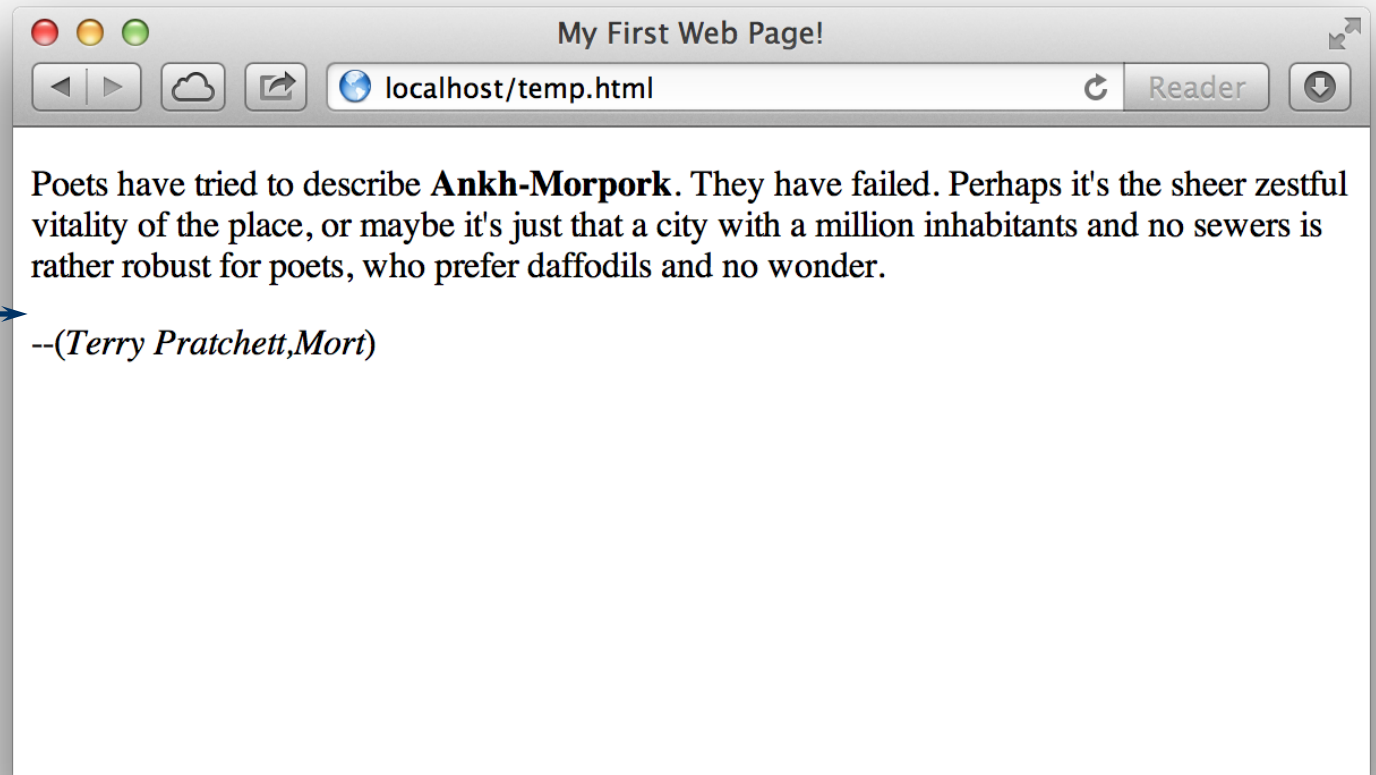 My First Web Page!
localhost/temp.html
Reader
Poets have tried to describe Ankh-Morpork. They have failed. Perhaps it's the sheer zestful
vitality of the place, or maybe it's just that a city with a million inhabitants and no sewers is
rather robust for poets, who prefer daffodils and no wonder.
--(Terry Pratchett,Mort)